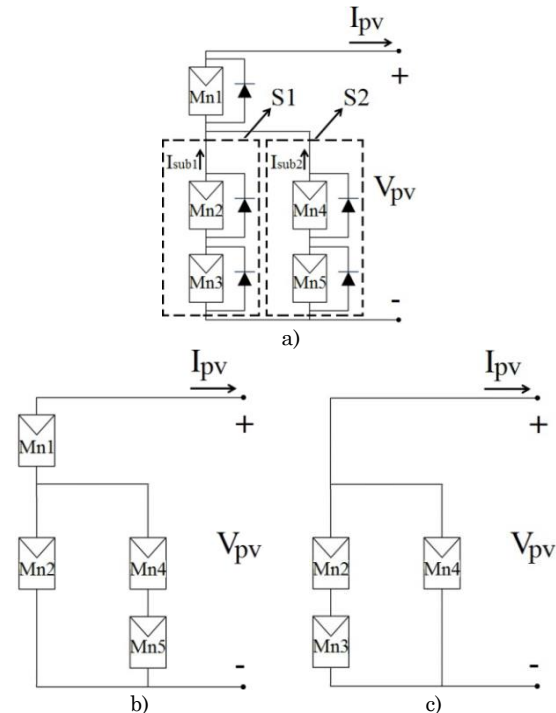 Ipv
+
Mn1
S1
S2
Isub1
Isub2
Vpv
Mn2
Mn4
Mn3
Mn5
-
a)
Ipv
+
Mn1
Vpv
Mn2
Mn4
Mn5
-
b)
Ipv
+
Vpv
Mn2
Mn4
Mn3
-
c)